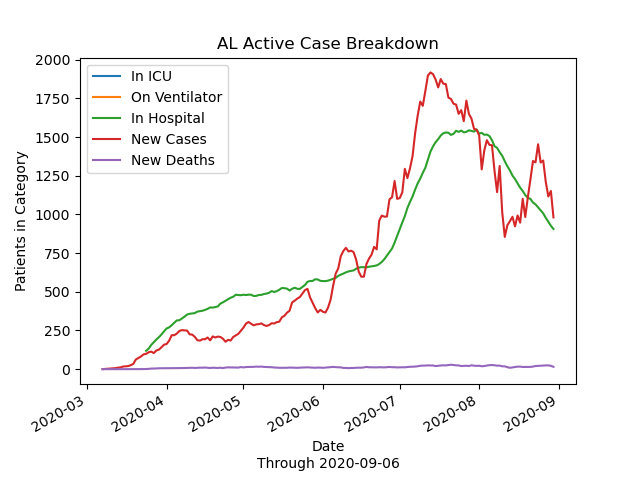 AL Active Case Breakdown
In ICU
On Ventilator
In Hospital
New Cases
New Deaths
Patients in Category
2000
1750
1500
1250
1000
750
500
250
0
2020-03
2020-04
2020-05
2020-06
2020-07
2020-08
2020-09
Date
Through 2020-09-06